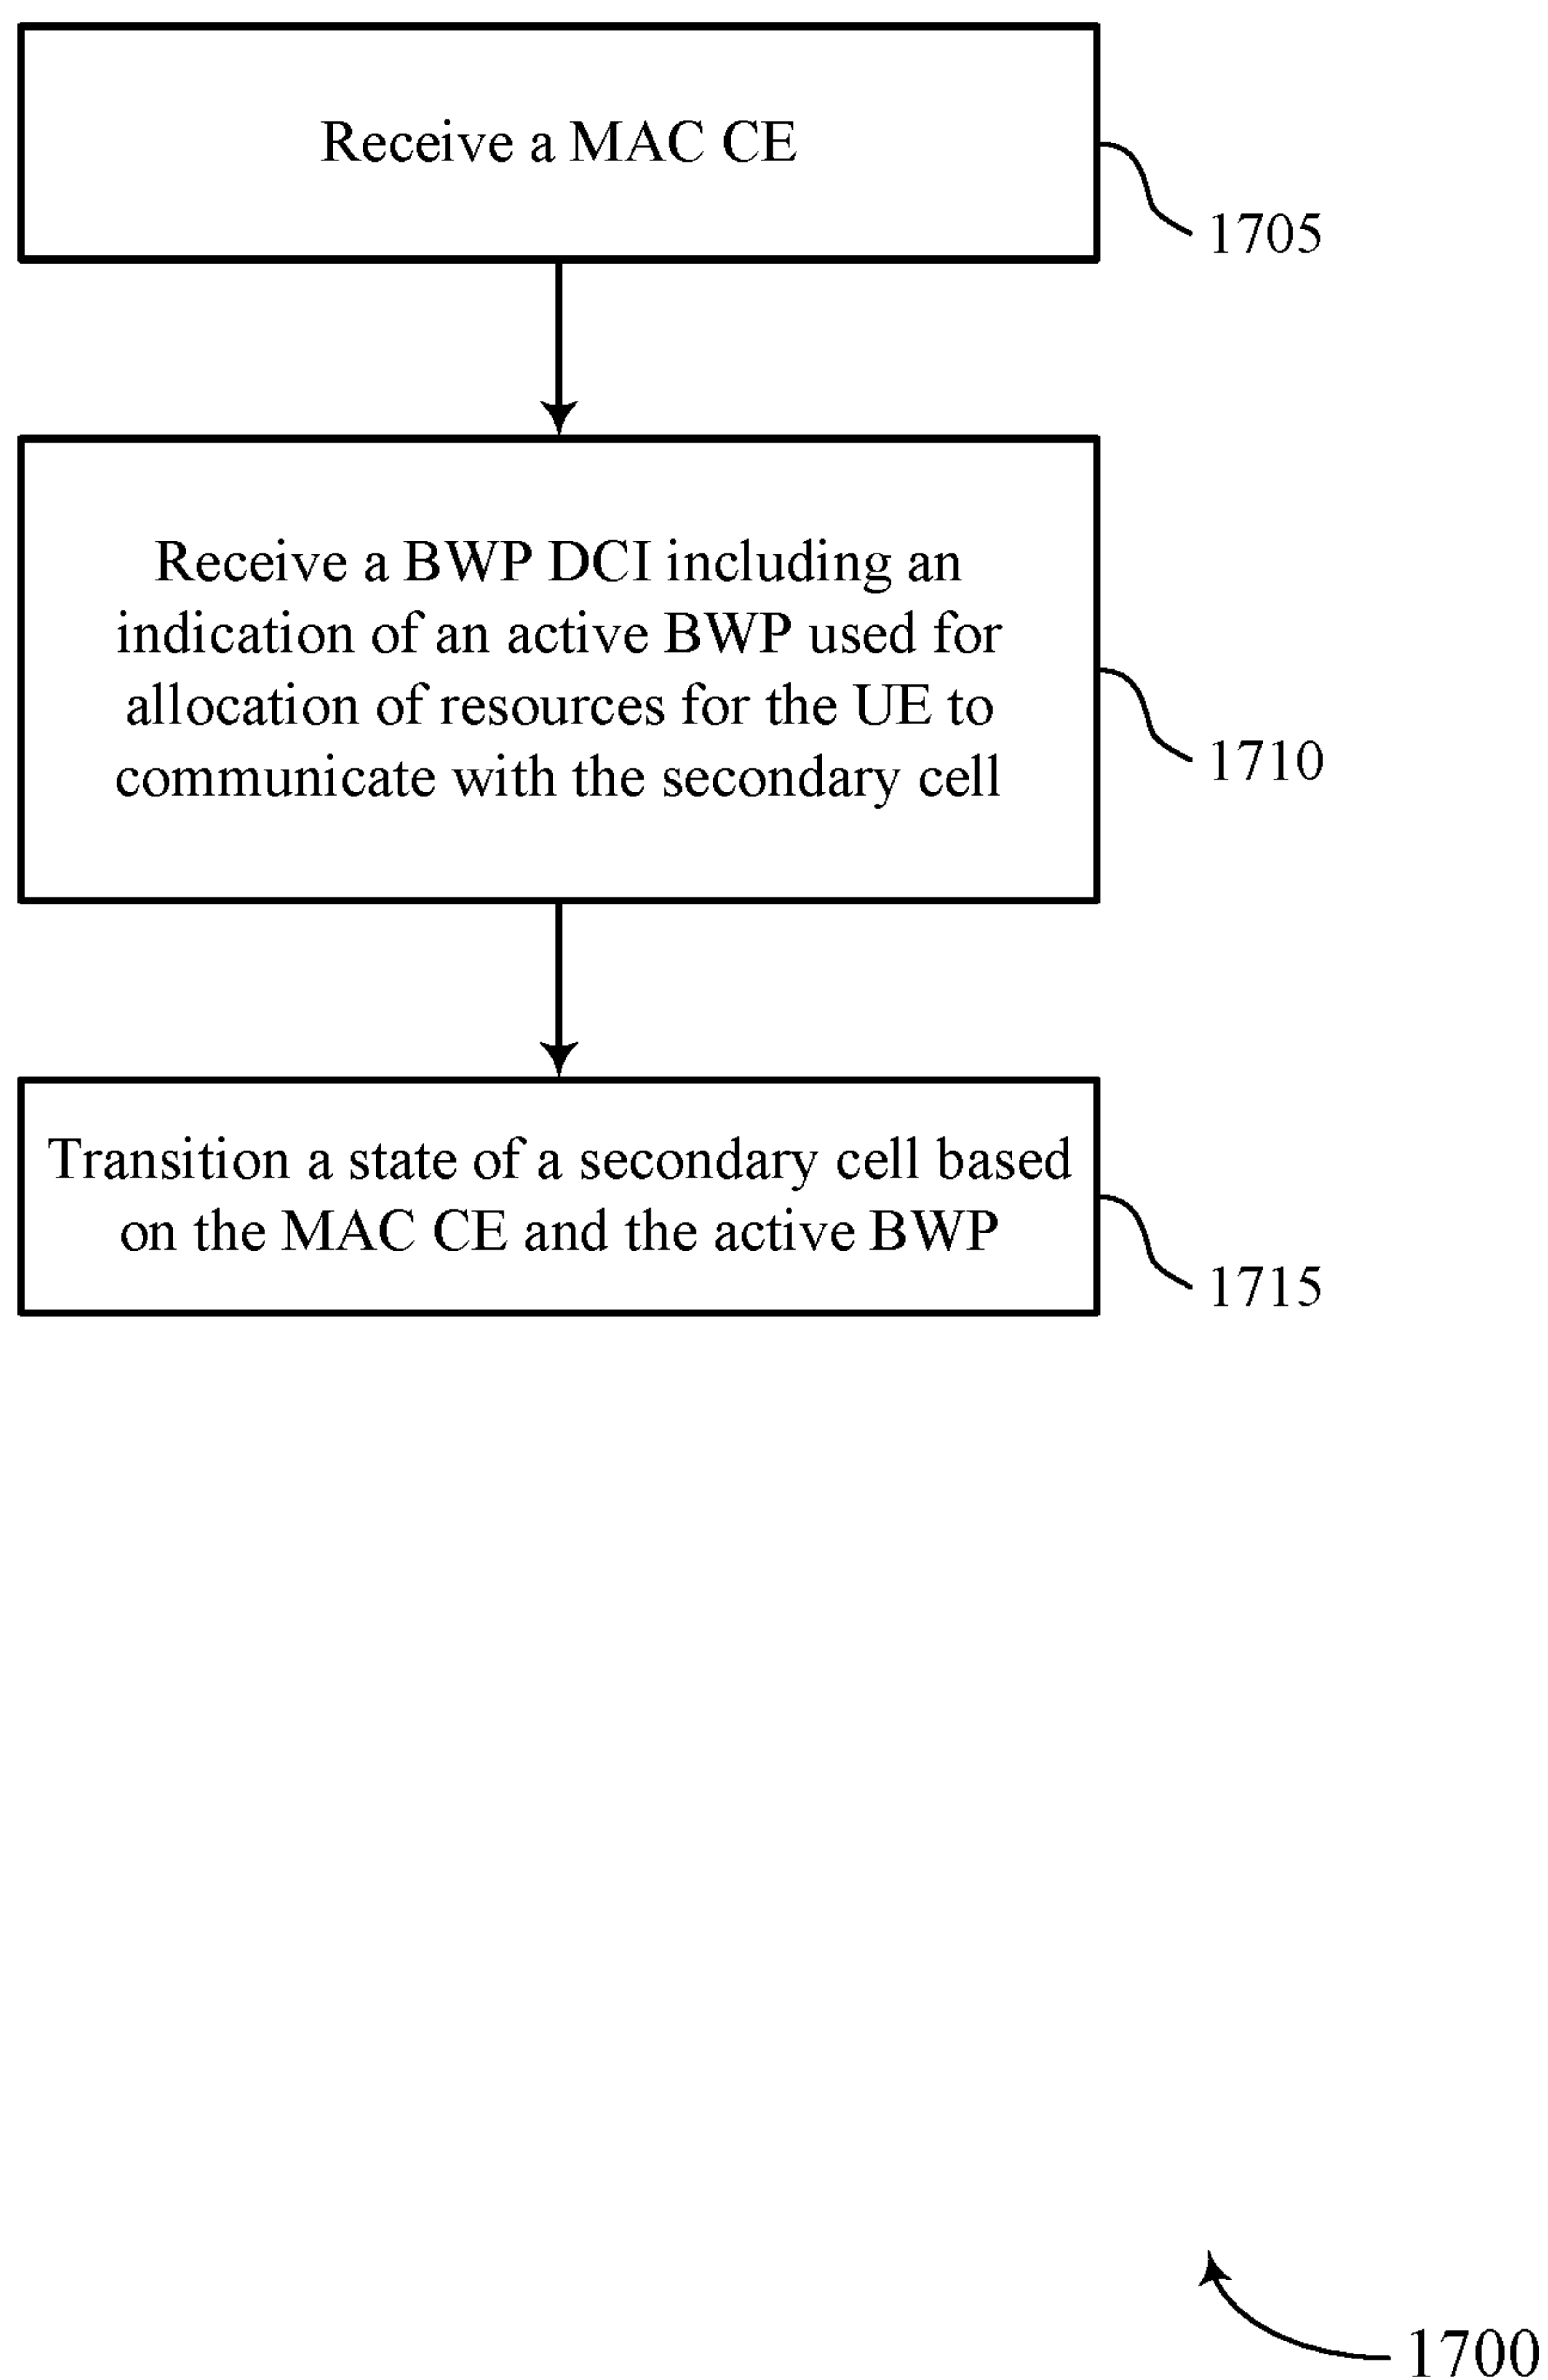 Receive a MAC CE
1705
Receive a BWP DCI including an
indication of an active BWP used for
allocation of resources for the UE to
communicate with the secondary cell
1710
Transition a state of a secondary cell based
on the MAC CE and the active BWP
1715
1700